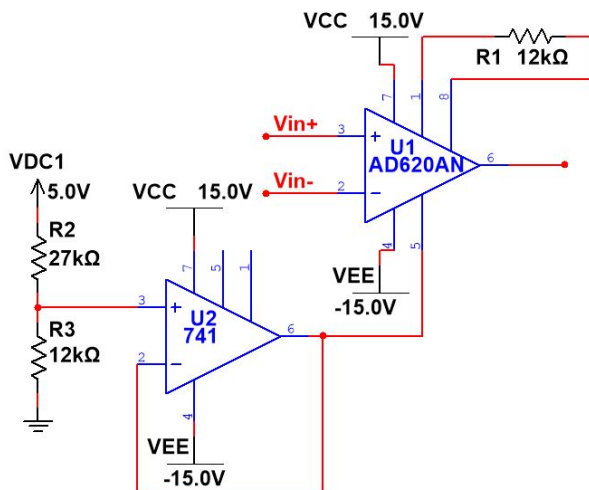 VCC 15.0V
R1 12kΩ
7
1
8
Vin+
3
+
U1
AD620AN
6
Vin-
2
−
4
5
VEE
-15.0V
VDC1
5.0V
R2
27kΩ
VCC 15.0V
7
5
1
3
+
U2
741
6
R3
12kΩ
2
−
4
VEE
-15.0V